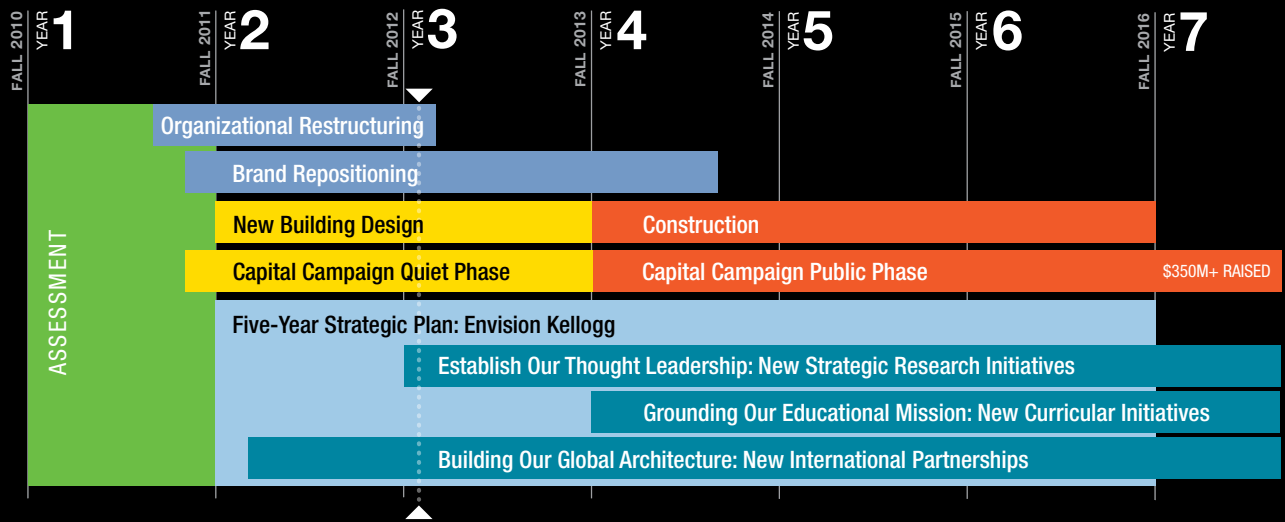 FALL 2010
YEAR 1
FALL 2011
YEAR 2
FALL 2012
YEAR 3
FALL 2013
YEAR 4
FALL 2014
YEAR 5
FALL 2015
YEAR 6
FALL 2016
YEAR 7
ASSESSMENT
Organizational Restructuring
Brand Repositioning
New Building Design
Construction
Capital Campaign Quiet Phase
Capital Campaign Public Phase
$350M+ RAISED
Five-Year Strategic Plan: Envision Kellogg
Establish Our Thought Leadership: New Strategic Research Initiatives
Grounding Our Educational Mission: New Curricular Initiatives
Building Our Global Architecture: New International Partnerships